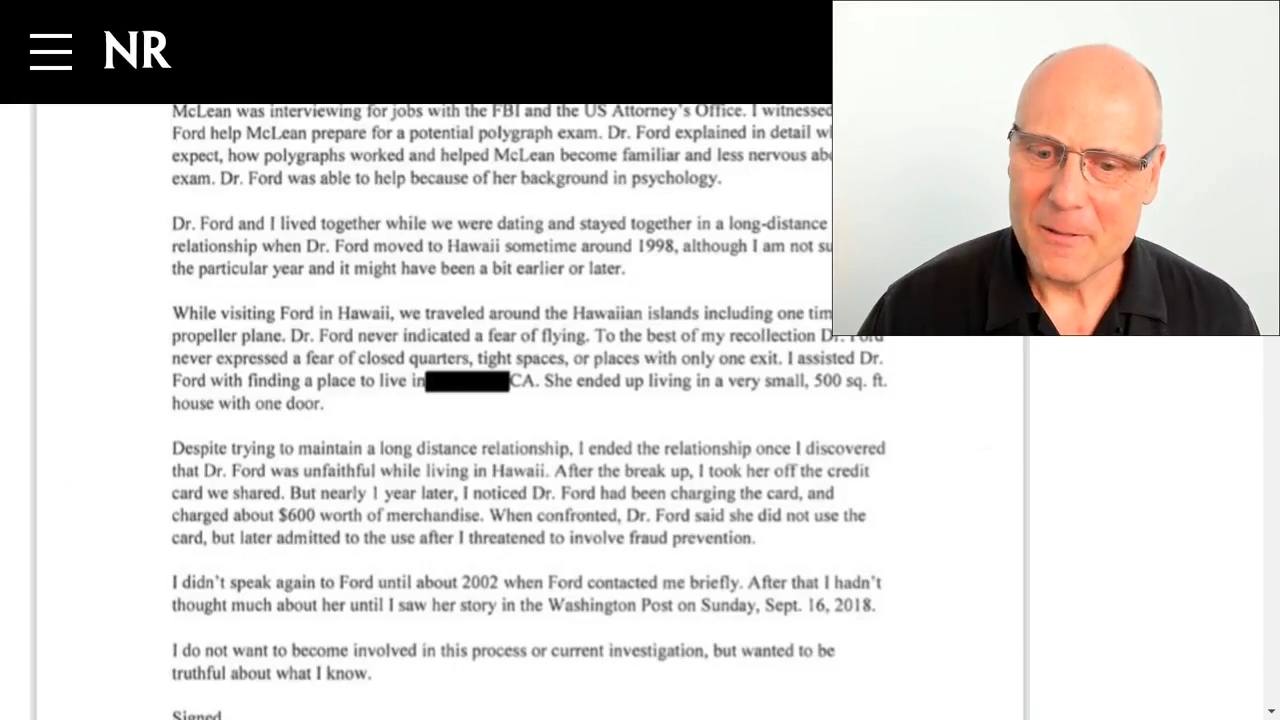 NR
McLean was interviewing for jobs with the FBI and the US Attorney's Office. I witnessed
Ford help McLean prepare for a potential polygraph exam. Dr. Ford explained in detail
expect, how polygraphs worked and helped McLean become familiar and less nervous
exam. Dr. Ford was able to help because of her background in psychology.
Dr. Ford and I lived together while we were dating and stayed together in a long-distance
relationship when Dr. Ford moved to Hawaii sometime around 1998, although I am not
the particular year and it might have been a bit earlier or later.
While visiting Ford in Hawaii, we traveled around the Hawaiian islands including one
propeller plane. Dr. Ford never indicated a fear of flying. To the best of my recollection
never expressed a fear of closed quarters, tight spaces, or places with only one exit. I assisted Dr.
Ford with finding a place to live in CA. She ended up living in a very small, 500 sq. ft.
house with one door.
Despite trying to maintain a long distance relationship, I ended the relationship once I discovered
that Dr. Ford was unfaithful while living in Hawaii. After the break up, I took her off the credit
card we shared. But nearly 1 year later, I noticed Dr. Ford had been charging the card, and
charged about $600 worth of merchandise. When confronted, Dr. Ford said she did not use the
card, but later admitted to the use after I threatened to involve fraud prevention.
I didn't speak again to Ford until about 2002 when Ford contacted me briefly. After that I hadn't
thought much about her until I saw her story in the Washington Post on Sunday, Sept. 16, 2018.
I do not want to become involved in this process or current investigation, but wanted to be
truthful about what I know.
Signed